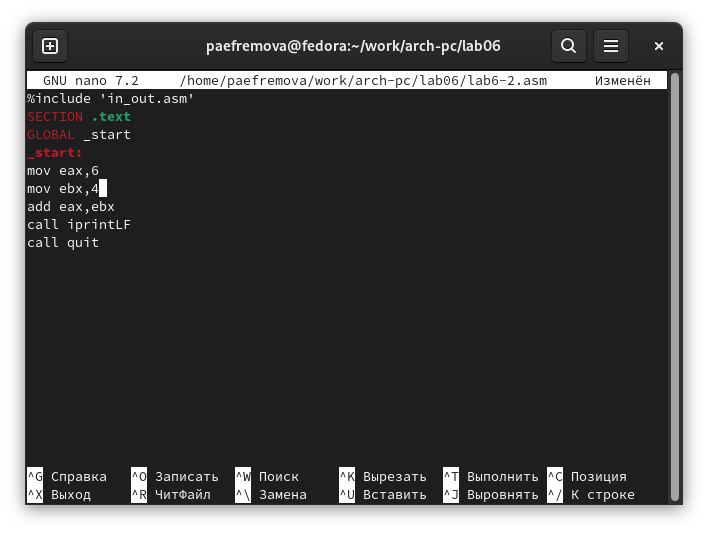 paefremova@fedora:~/work/arch-pc/lab06
GNU nano 7.2 /home/paefremova/work/arch-pc/lab06/lab6-2.asm Изменён
%include 'in_out.asm'
SECTION .text
GLOBAL _start
_start:
mov eax,6
mov ebx,4
add eax,ebx
call iprintLF
call quit
^G Справка ^O Записать ^W Поиск ^K Вырезать ^T Выполнить ^C Позиция
^X Выход ^R ЧитФайл ^\ Замена ^U Вставить ^J Выровнять ^/ К строке